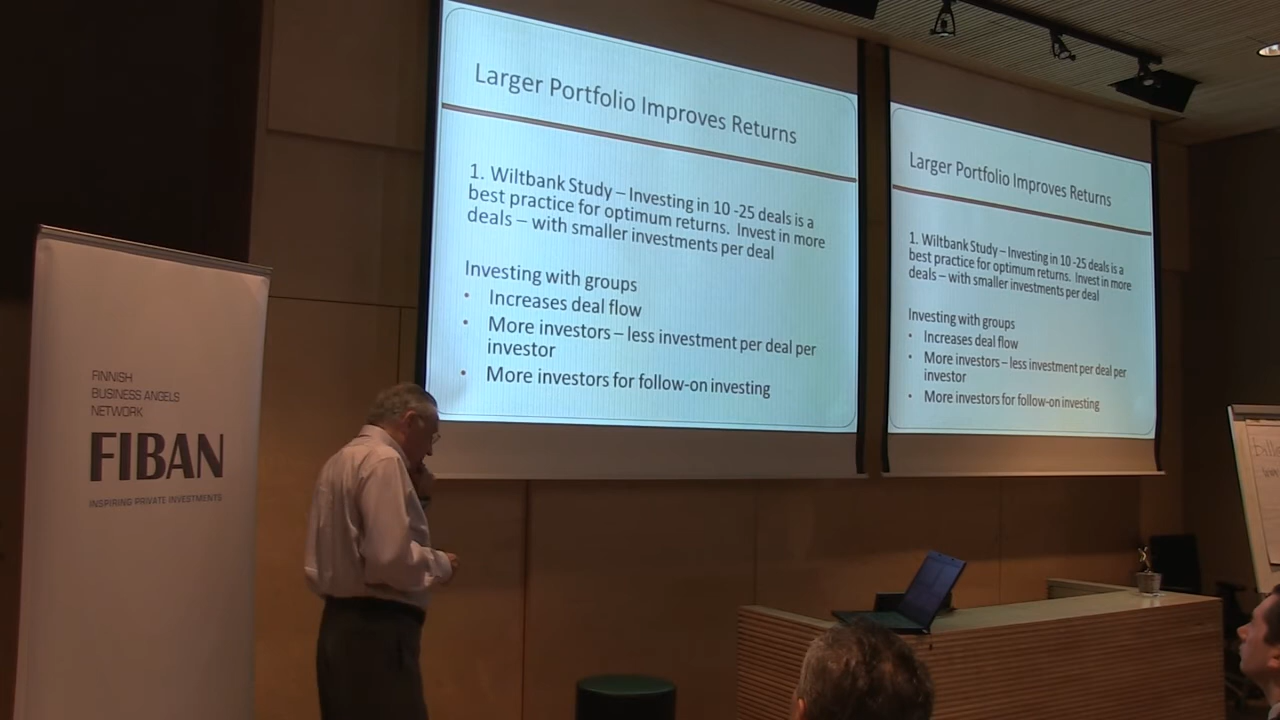 Larger Portfolio Improves Returns
1. Wiltbank Study – Investing in 10 -25 deals is a
best practice for optimum returns. Invest in more
deals – with smaller investments per deal
Investing with groups
• Increases deal flow
• More investors – less investment per deal per
investor
• More investors for follow-on investing
Larger Portfolio Improves Returns
1. Wiltbank Study – Investing in 10 -25 deals is a
best practice for optimum returns. Invest in more
deals – with smaller investments per deal
Investing with groups
• Increases deal flow
• More investors – less investment per deal per
investor
• More investors for follow-on investing
FINNISH
BUSINESS ANGELS
NETWORK
FIBAN
INSPIRING PRIVATE INVESTMENTS